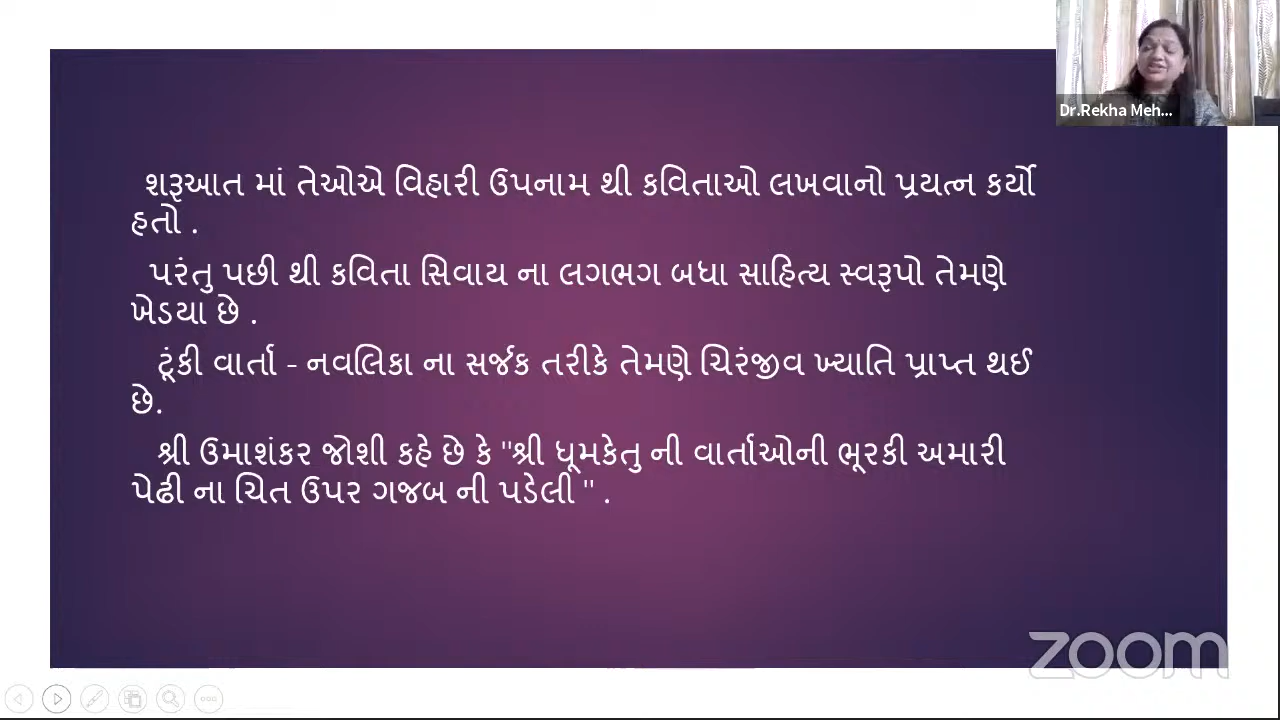 Dr.Rekha Meh...
શરૂઆત માં તેઓએ વિહારી ઉપનામ થી કવિતાઓ લખવાનો પ્રયત્ન કર્યો
હતો .
પરંતુ પછી થી કવિતા સિવાય ના લગભગ બધા સાહિત્ય સ્વરૂપો તેમણે
ખેડયા છે .
ટૂંકી વાર્તા - નવલિકા ના સર્જક તરીકે તેમણે ચિરંજીવ ખ્યાતિ પ્રાપ્ત થઈ
છે.
શ્રી ઉમાશંકર જોશી કહે છે કે "શ્રી ધૂમકેતુ ની વાર્તાઓની ભૂરકી અમારી
પેઢી ના ચિત ઉપર ગજબ ની પડેલી " .
zoom